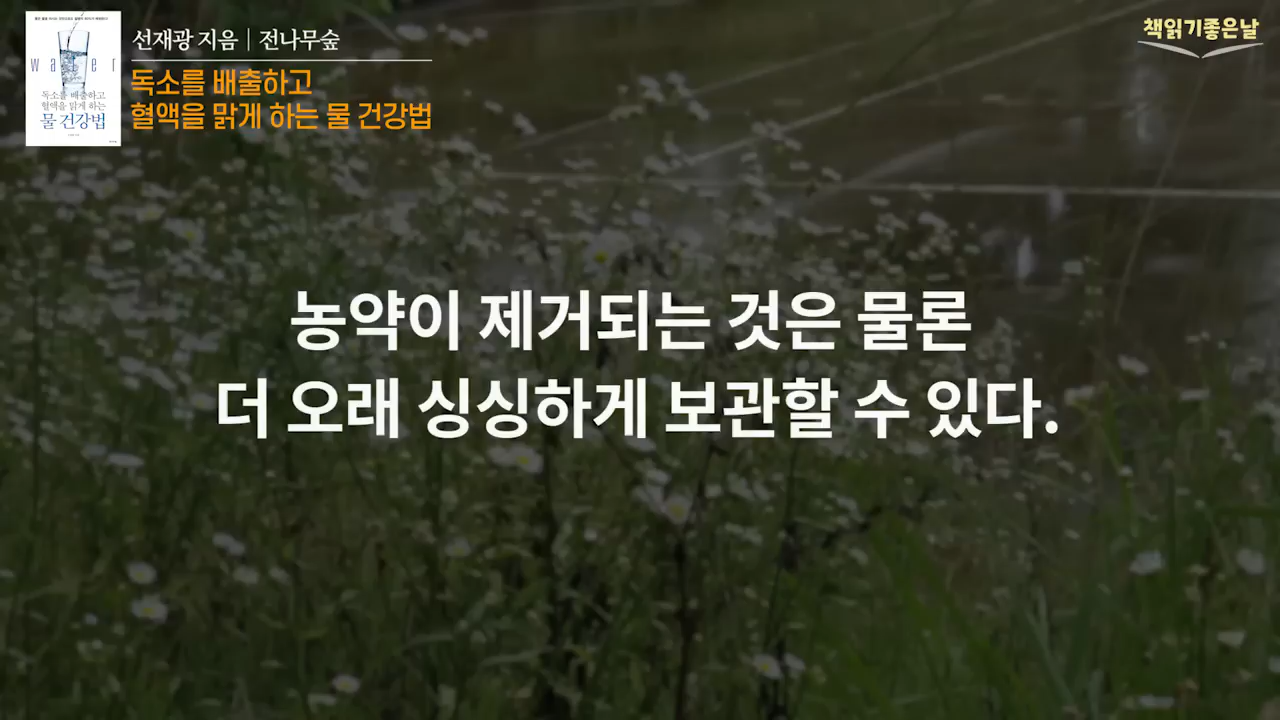 선재광 지음 | 전나무숲
독소를 배출하고
혈액을 맑게 하는 물 건강법
책읽기좋은날
water
독소를 배출하고
혈액을 맑게 하는
물 건강법
농약이 제거되는 것은 물론
더 오래 싱싱하게 보관할 수 있다.